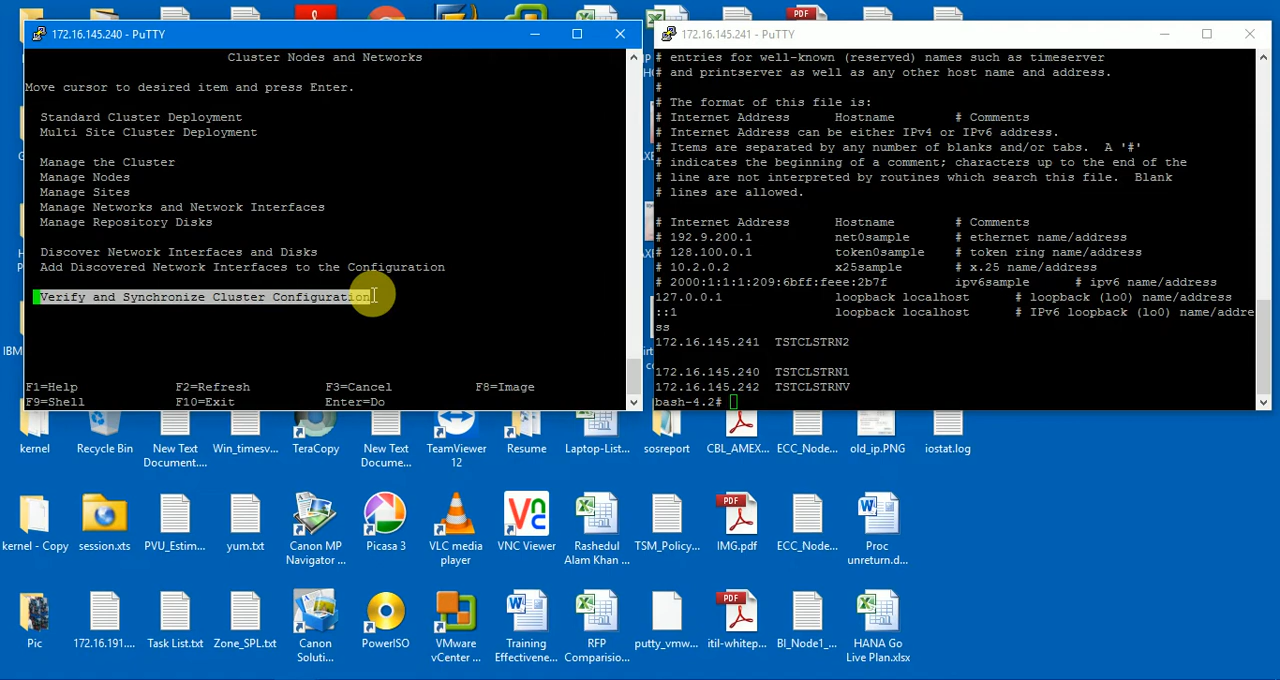 172.16.145.240 - PuTTY
Cluster Nodes and Networks
Move cursor to desired item and press Enter.
Standard Cluster Deployment
Multi Site Cluster Deployment
Manage the Cluster
Manage Nodes
Manage Sites
Manage Networks and Network Interfaces
Manage Repository Disks
Discover Network Interfaces and Disks
Add Discovered Network Interfaces to the Configuration
Verify and Synchronize Cluster Configuration
F1=Help F2=Refresh F3=Cancel F8=Image
F9=Shell F10=Exit Enter=Do
172.16.145.241 - PuTTY
# entries for well-known (reserved) names such as timeserver
# and printserver as well as any other host name and address.
#
# The format of this file is:
# Internet Address Hostname # Comments
# Internet Address can be either IPv4 or IPv6 address.
# Items are separated by any number of blanks and/or tabs. A '#'
# indicates the beginning of a comment; characters up to the end of the
# line are not interpreted by routines which search this file. Blank
# lines are allowed.
# Internet Address Hostname # Comments
# 192.9.200.1 net0sample # ethernet name/address
# 128.100.0.1 token0sample # token ring name/address
# 10.2.0.2 x25sample # x.25 name/address
# 2000:1:1:1:209:6bff:feee:2b7f ipv6sample # ipv6 name/address
127.0.0.1 loopback localhost # loopback (lo0) name/address
::1 loopback localhost # IPv6 loopback (lo0) name/addre
ss
172.16.145.241 TSTCLSTRN2
172.16.145.240 TSTCLSTRN1
172.16.145.242 TSTCLSTRNV
bash-4.2#
PDF
IBM
kernel
Recycle Bin
New Text
Document....
Win_timesv...
TeraCopy
New Text
Docume...
TeamViewer
12
Resume
Laptop-List...
sosreport
CBL_AMEX...
ECC_Node...
old_ip.PNG
iostat.log
kernel - Copy
session.xts
PVU_Estim...
yum.txt
Canon MP
Navigator ...
Picasa 3
VLC media
player
VNC Viewer
Rashedul
Alam Khan ...
TSM_Policy...
PDF
IMG.pdf
ECC_Node...
Proc
unreturn.d...
Pic
172.16.191....
Task List.txt
Zone_SPL.txt
Canon
Soluti...
PowerISO
VMware
vCenter ...
Training
Effectivene...
RFP
Comparision...
putty_vmw...
PDF
itil-whitep...
BI_Node1_...
HANA Go
Live Plan.xlsx